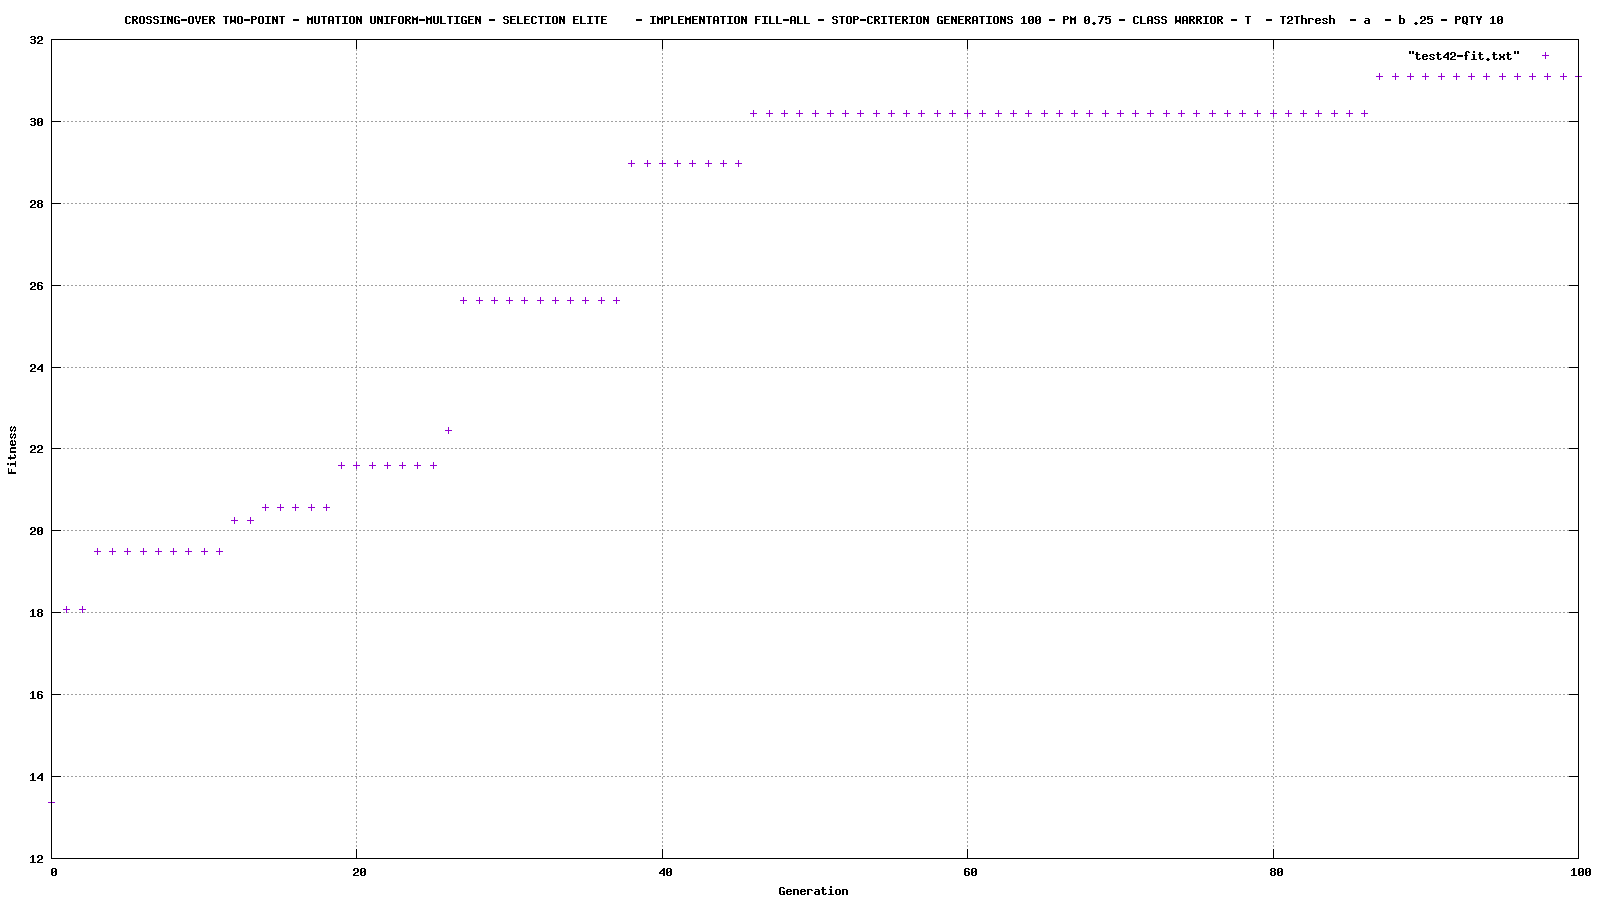 CROSSING-OVER TWO-POINT - MUTATION UNIFORM-MULTIGEN - SELECTION ELITE    - IMPLEMENTATION FILL-ALL - STOP-CRITERION GENERATIONS 100 - PM 0.75 - CLASS WARRIOR - T  - T2Thresh  - a  - b .25 - PQTY 10
"test42-fit.txt"
32
30
28
26
24
22
20
18
16
14
12
Fitness
0 20 40 60 80 100
Generation